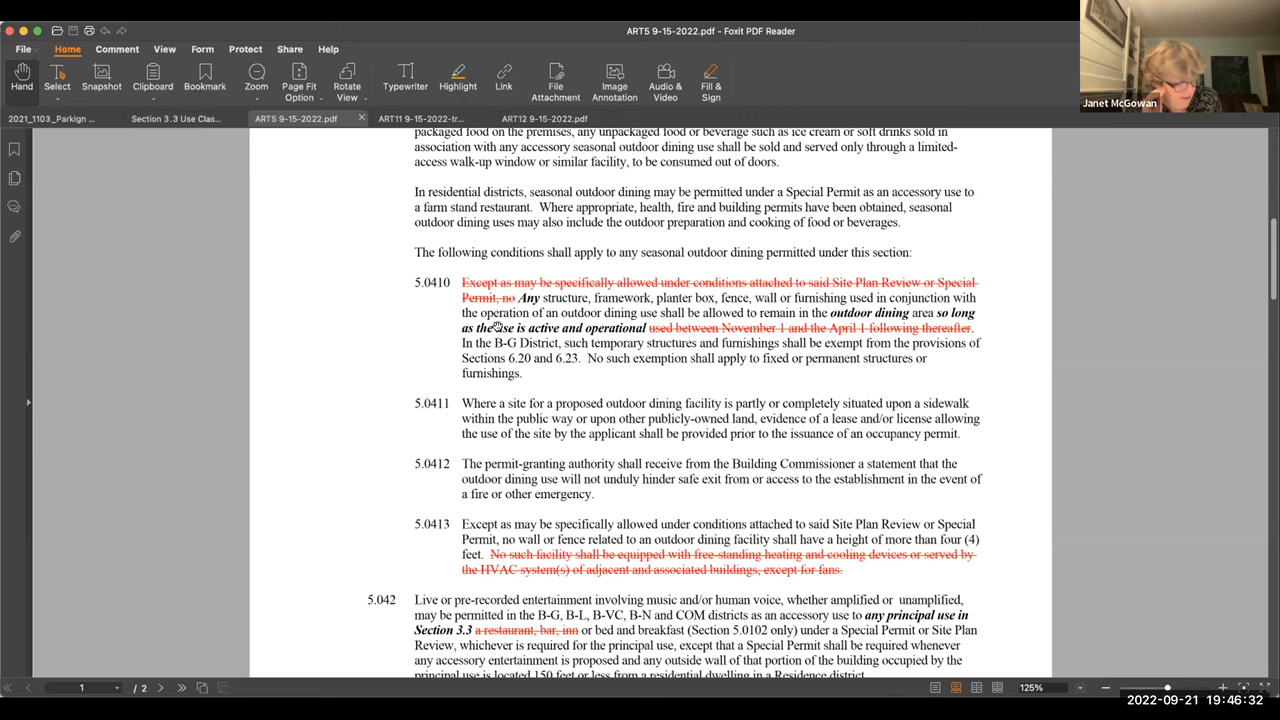 ART5 9-15-2022.pdf - Foxit PDF Reader
File Home Comment View Form Protect Share Help
Hand Select Snapshot Clipboard Bookmark Zoom Page Fit Option Rotate View Typewriter Highlight Link File Attachment Image Annotation Audio & Video Fill & Sign
Janet McGowan
2021_1103_Parkign ... Section 3.3 Use Clas... ART5 9-15-2022.pdf ART11 9-15-2022-tr... ART12 9-15-2022.pdf
packaged food on the premises, any unpackaged food or beverage such as ice cream or soft drinks sold in
association with any accessory seasonal outdoor dining use shall be sold and served only through a limited-
access walk-up window or similar facility, to be consumed out of doors.
In residential districts, seasonal outdoor dining may be permitted under a Special Permit as an accessory use to
a farm stand restaurant. Where appropriate, health, fire and building permits have been obtained, seasonal
outdoor dining uses may also include the outdoor preparation and cooking of food or beverages.
The following conditions shall apply to any seasonal outdoor dining permitted under this section:
5.0410 Except as may be specifically allowed under conditions attached to said Site Plan Review or Special
Permit, no Any structure, framework, planter box, fence, wall or furnishing used in conjunction with
the operation of an outdoor dining use shall be allowed to remain in the outdoor dining area so long
as the use is active and operational used between November 1 and the April 1 following thereafter.
In the B-G District, such temporary structures and furnishings shall be exempt from the provisions of
Sections 6.20 and 6.23. No such exemption shall apply to fixed or permanent structures or
furnishings.
5.0411 Where a site for a proposed outdoor dining facility is partly or completely situated upon a sidewalk
within the public way or upon other publicly-owned land, evidence of a lease and/or license allowing
the use of the site by the applicant shall be provided prior to the issuance of an occupancy permit.
5.0412 The permit-granting authority shall receive from the Building Commissioner a statement that the
outdoor dining use will not unduly hinder safe exit from or access to the establishment in the event of
a fire or other emergency.
5.0413 Except as may be specifically allowed under conditions attached to said Site Plan Review or Special
Permit, no wall or fence related to an outdoor dining facility shall have a height of more than four (4)
feet. No such facility shall be equipped with free-standing heating and cooling devices or served by
the HVAC system(s) of adjacent and associated buildings, except for fans.
5.042 Live or pre-recorded entertainment involving music and/or human voice, whether amplified or unamplified,
may be permitted in the B-G, B-L, B-VC, B-N and COM districts as an accessory use to any principal use in
Section 3.3 a restaurant, bar, inn or bed and breakfast (Section 5.0102 only) under a Special Permit or Site Plan
Review, whichever is required for the principal use, except that a Special Permit shall be required whenever
any accessory entertainment is proposed and any outside wall of that portion of the building occupied by the
principal use is located 150 feet or less from a residential dwelling in a Residence district.
1 / 2 125%
2022-09-21 19:46:32